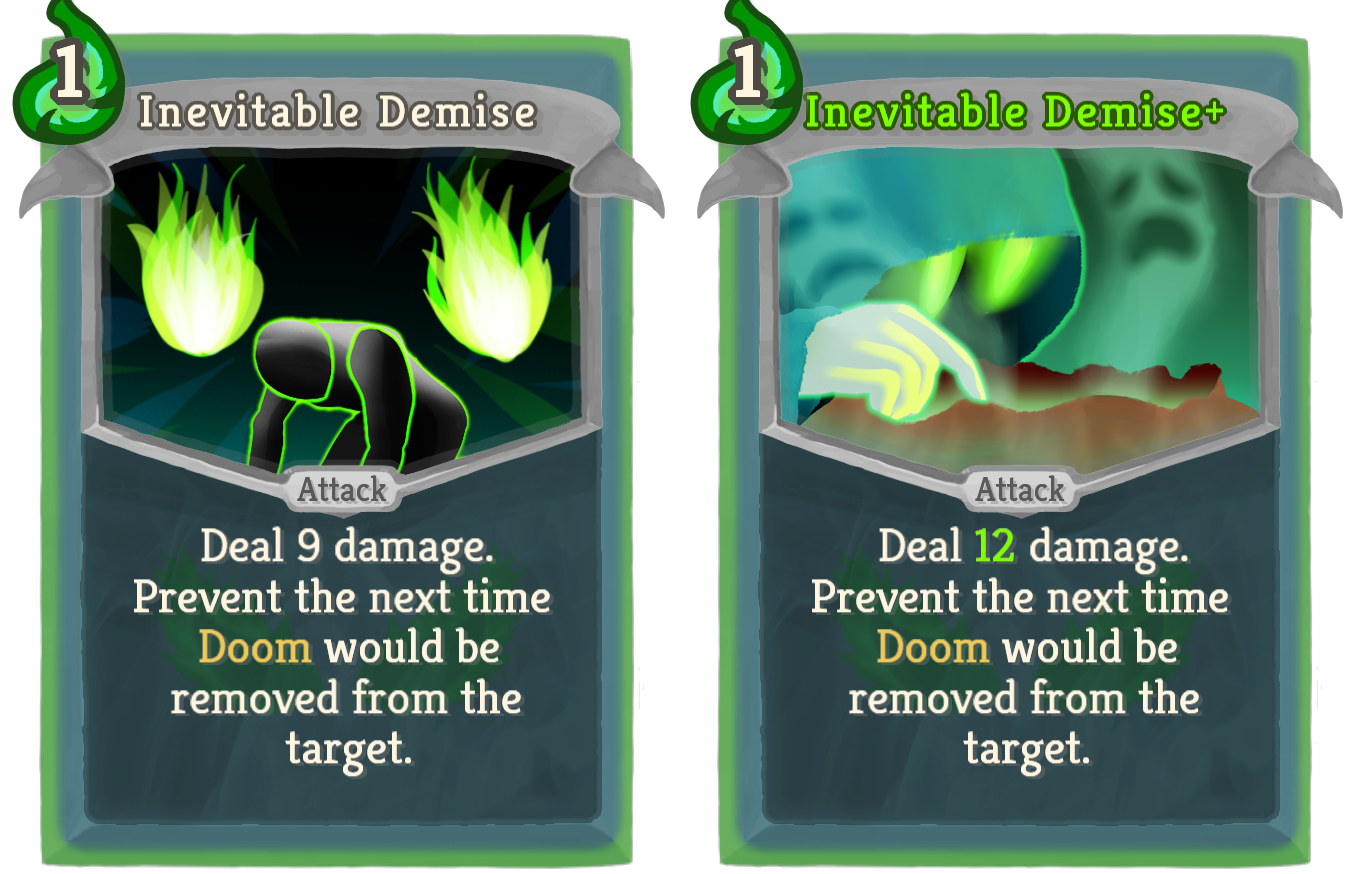 1
Inevitable Demise
Attack
Deal 9 damage.
Prevent the next time
Doom would be
removed from the
target.
1
Inevitable Demise+
Attack
Deal 12 damage.
Prevent the next time
Doom would be
removed from the
target.